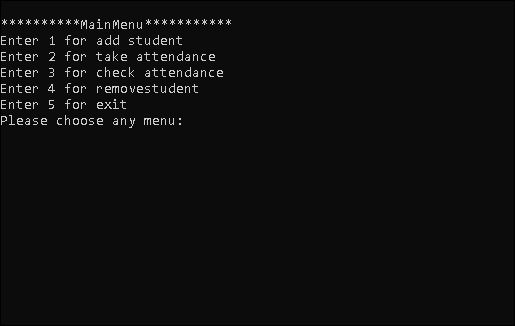 **********MainMenu***********
Enter 1 for add student
Enter 2 for take attendance
Enter 3 for check attendance
Enter 4 for removestudent
Enter 5 for exit
Please choose any menu: